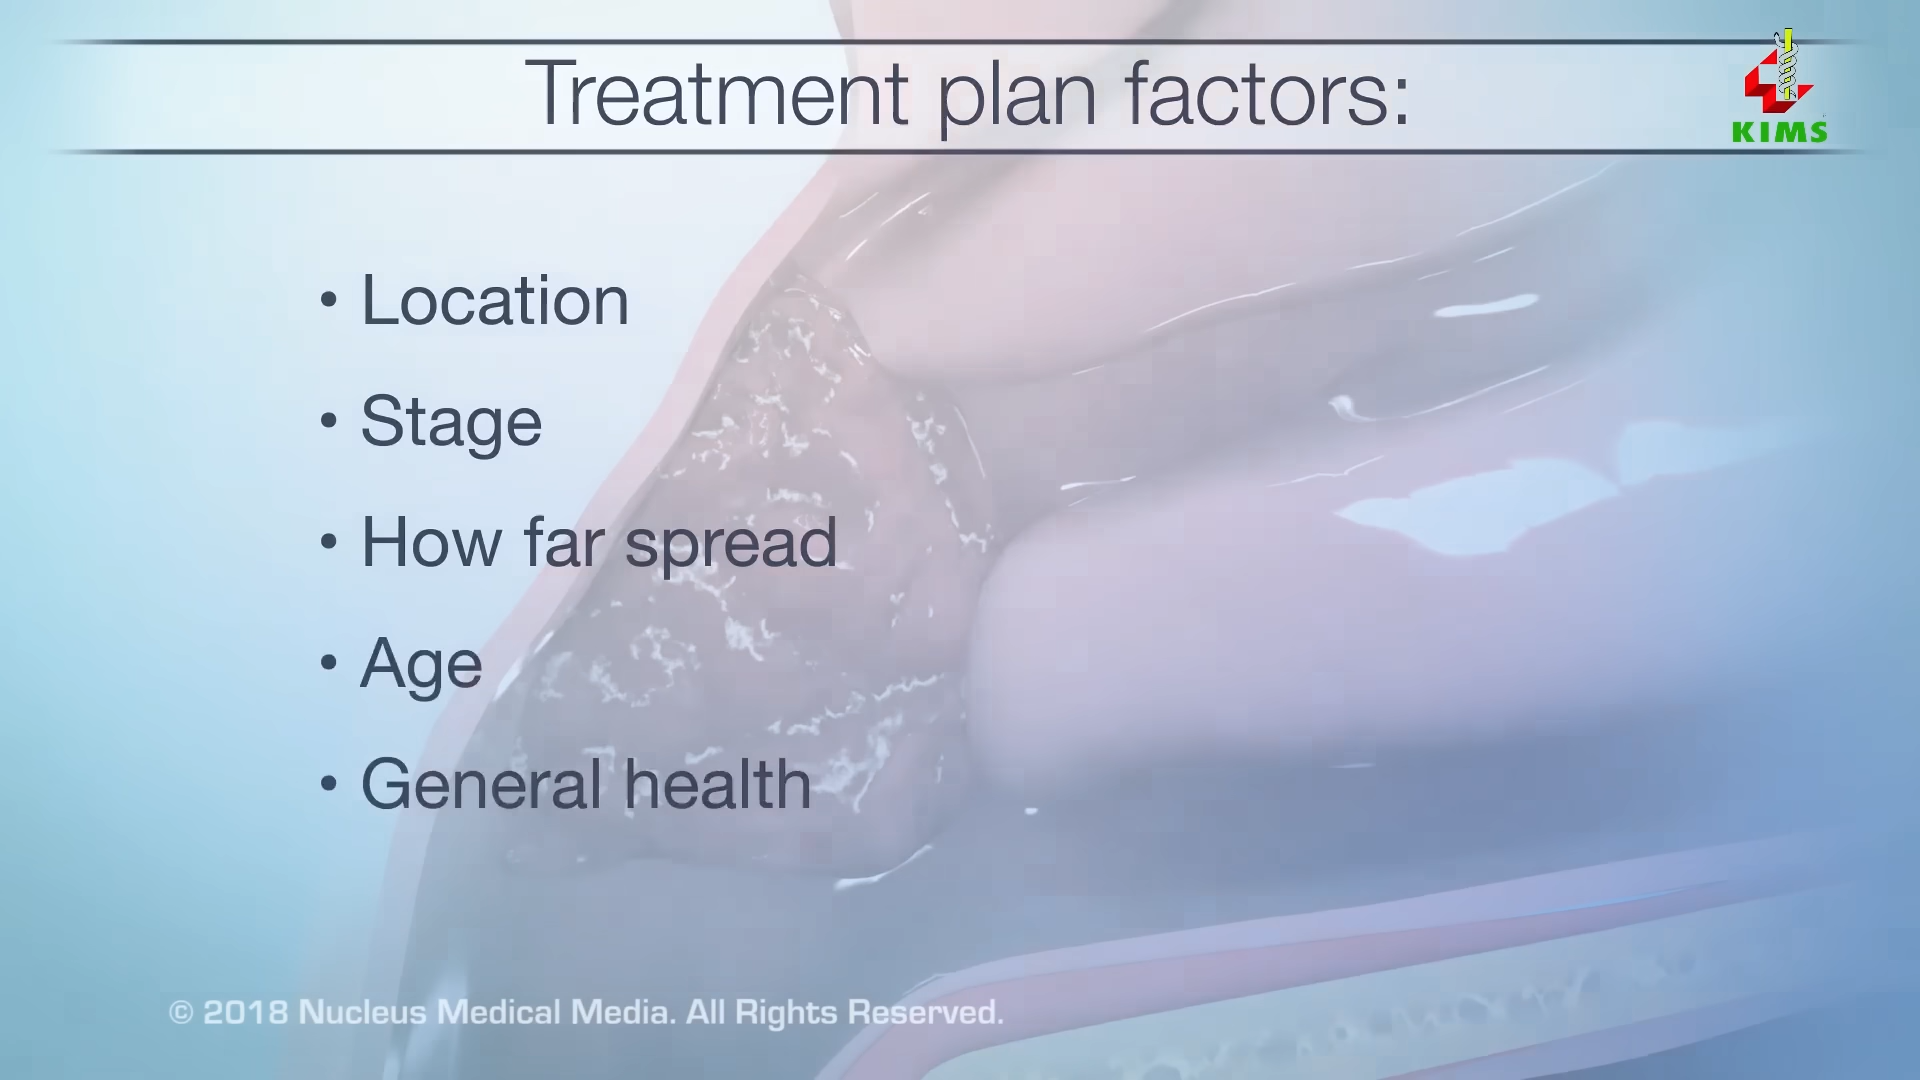 Treatment plan factors:
KIMS
• Location
• Stage
• How far spread
• Age
• General health
© 2018 Nucleus Medical Media. All Rights Reserved.